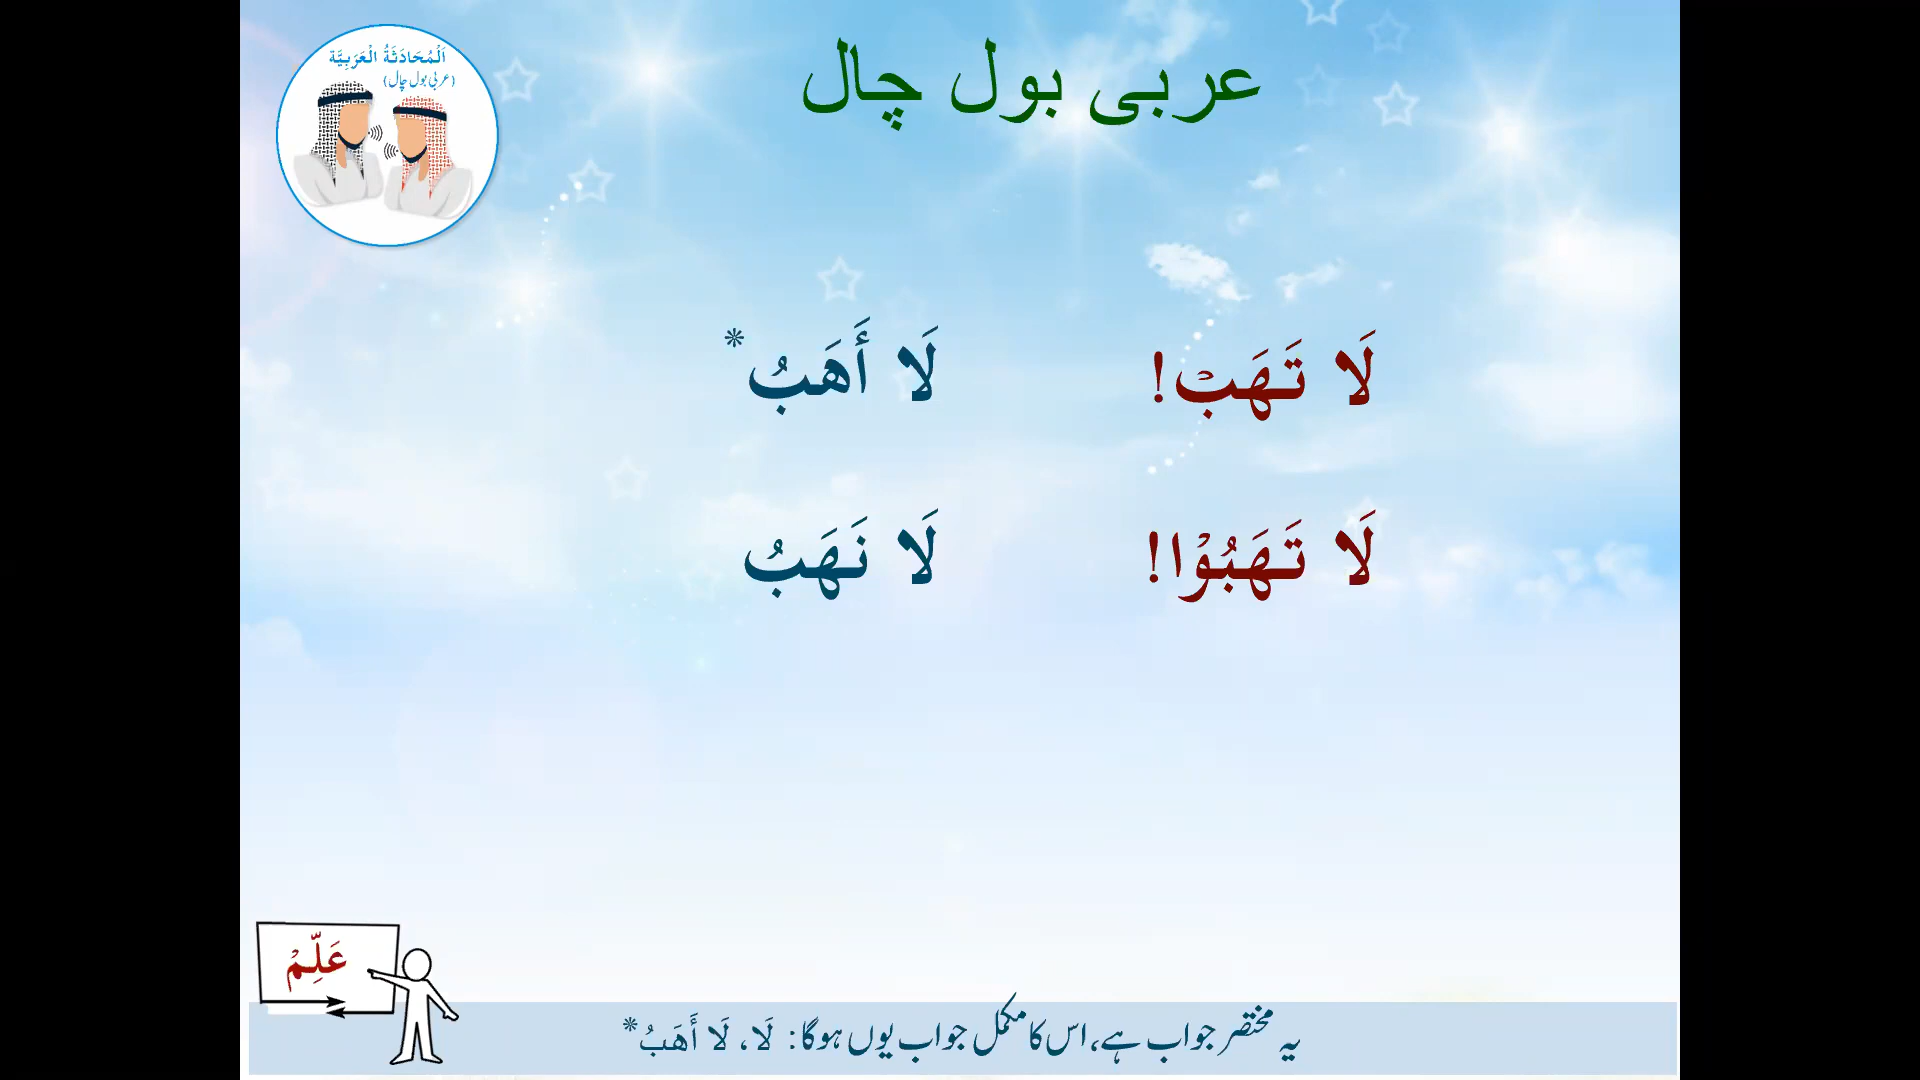 اَلْمُحَادَثَةُ الْعَرَبِيَّة
(عربی بول چال)
عربی بول چال
لَا تَهَبْ! لَا أَهَبُ*
لَا تَهَبُوْا! لَا نَهَبُ
عَلِّمْ
یہ مختصر جواب ہے، اس کا مکمل جواب یوں ہوگا: لَا، لَا أَهَبُ*